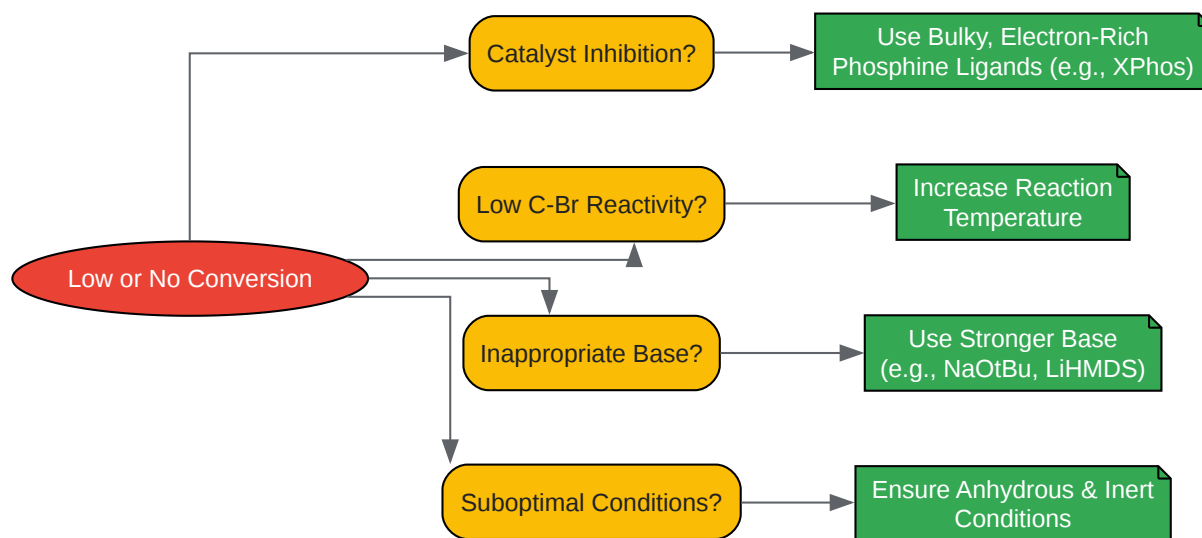 Catalyst Inhibition?
Use Bulky, Electron-Rich
Phosphine Ligands (e.g., XPhos)
Low C-Br Reactivity?
Increase Reaction
Temperature
Low or No Conversion
Inappropriate Base?
Use Stronger Base
(e.g., NaOtBu, LiHMDS)
Suboptimal Conditions?
Ensure Anhydrous & Inert
Conditions